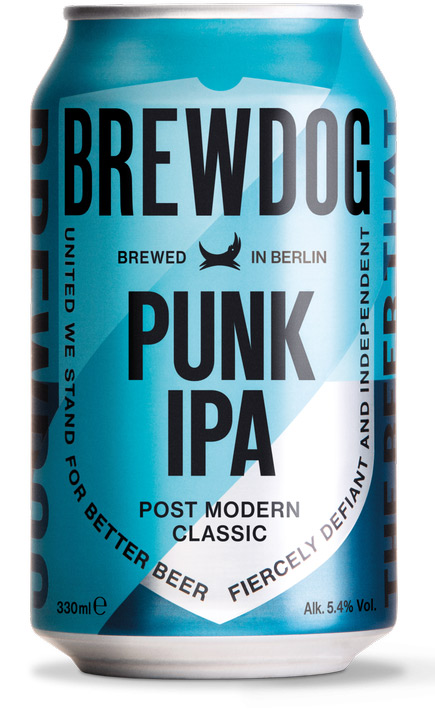 BREWDOG
BREWED IN BERLIN
PUNK
IPA
POST MODERN
CLASSIC
UNITED WE STAND FOR BETTER BEER
FIERCELY DEFIANT AND INDEPENDENT
330ml℮
Alk. 5.4% Vol.
BREWDOG
THE BEER THAT